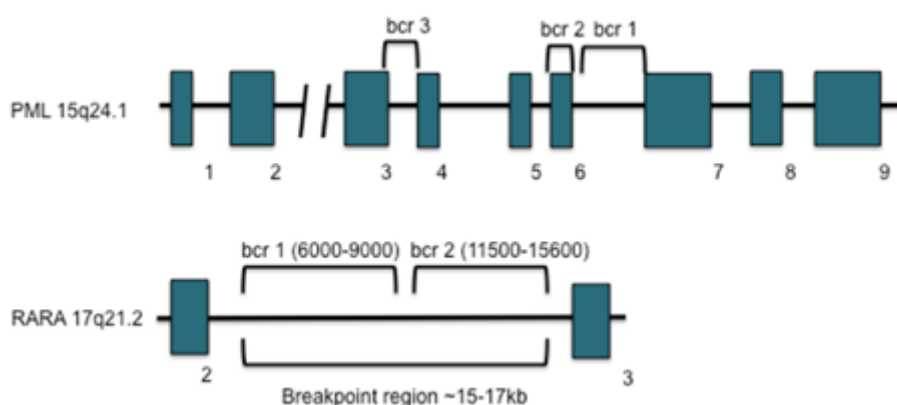 bcr 3 bcr 2 bcr 1
PML 15q24.1
1 2 3 4 5 6 7 8 9
bcr 1 (6000-9000) bcr 2 (11500-15600)
RARA 17q21.2
2 3
Breakpoint region ~15-17kb